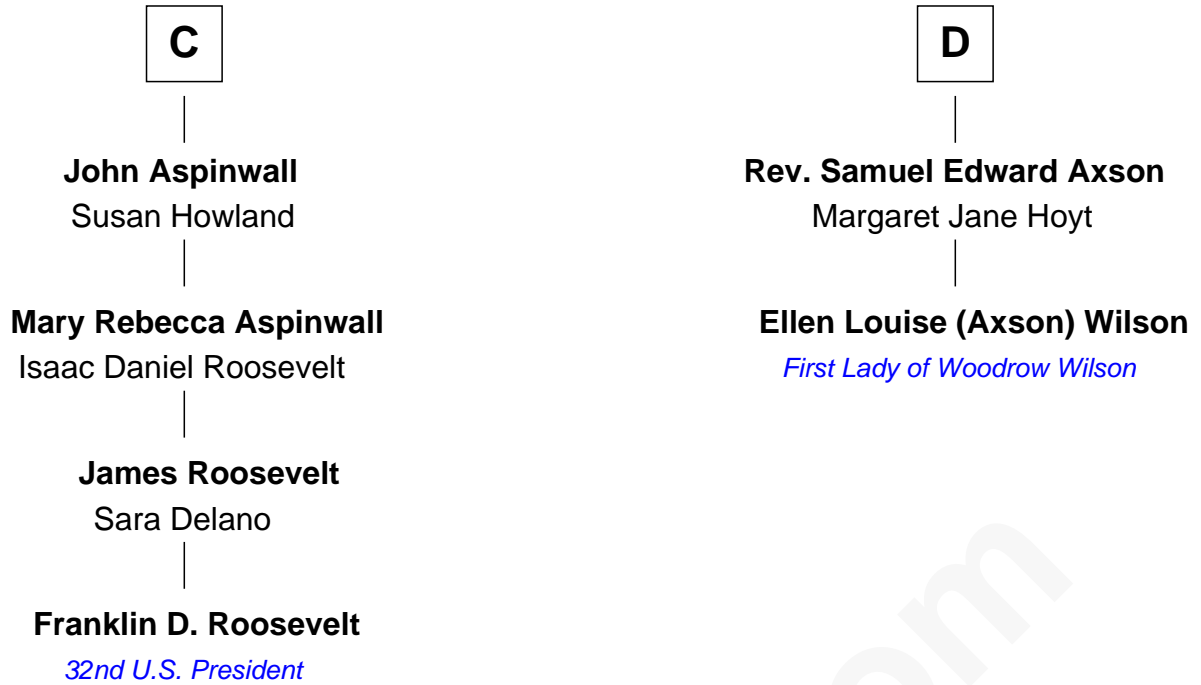 C
John Aspinwall
Susan Howland
Mary Rebecca Aspinwall
Isaac Daniel Roosevelt
James Roosevelt
Sara Delano
Franklin D. Roosevelt
32nd U.S. President
D
Rev. Samuel Edward Axson
Margaret Jane Hoyt
Ellen Louise (Axson) Wilson
First Lady of Woodrow Wilson
om